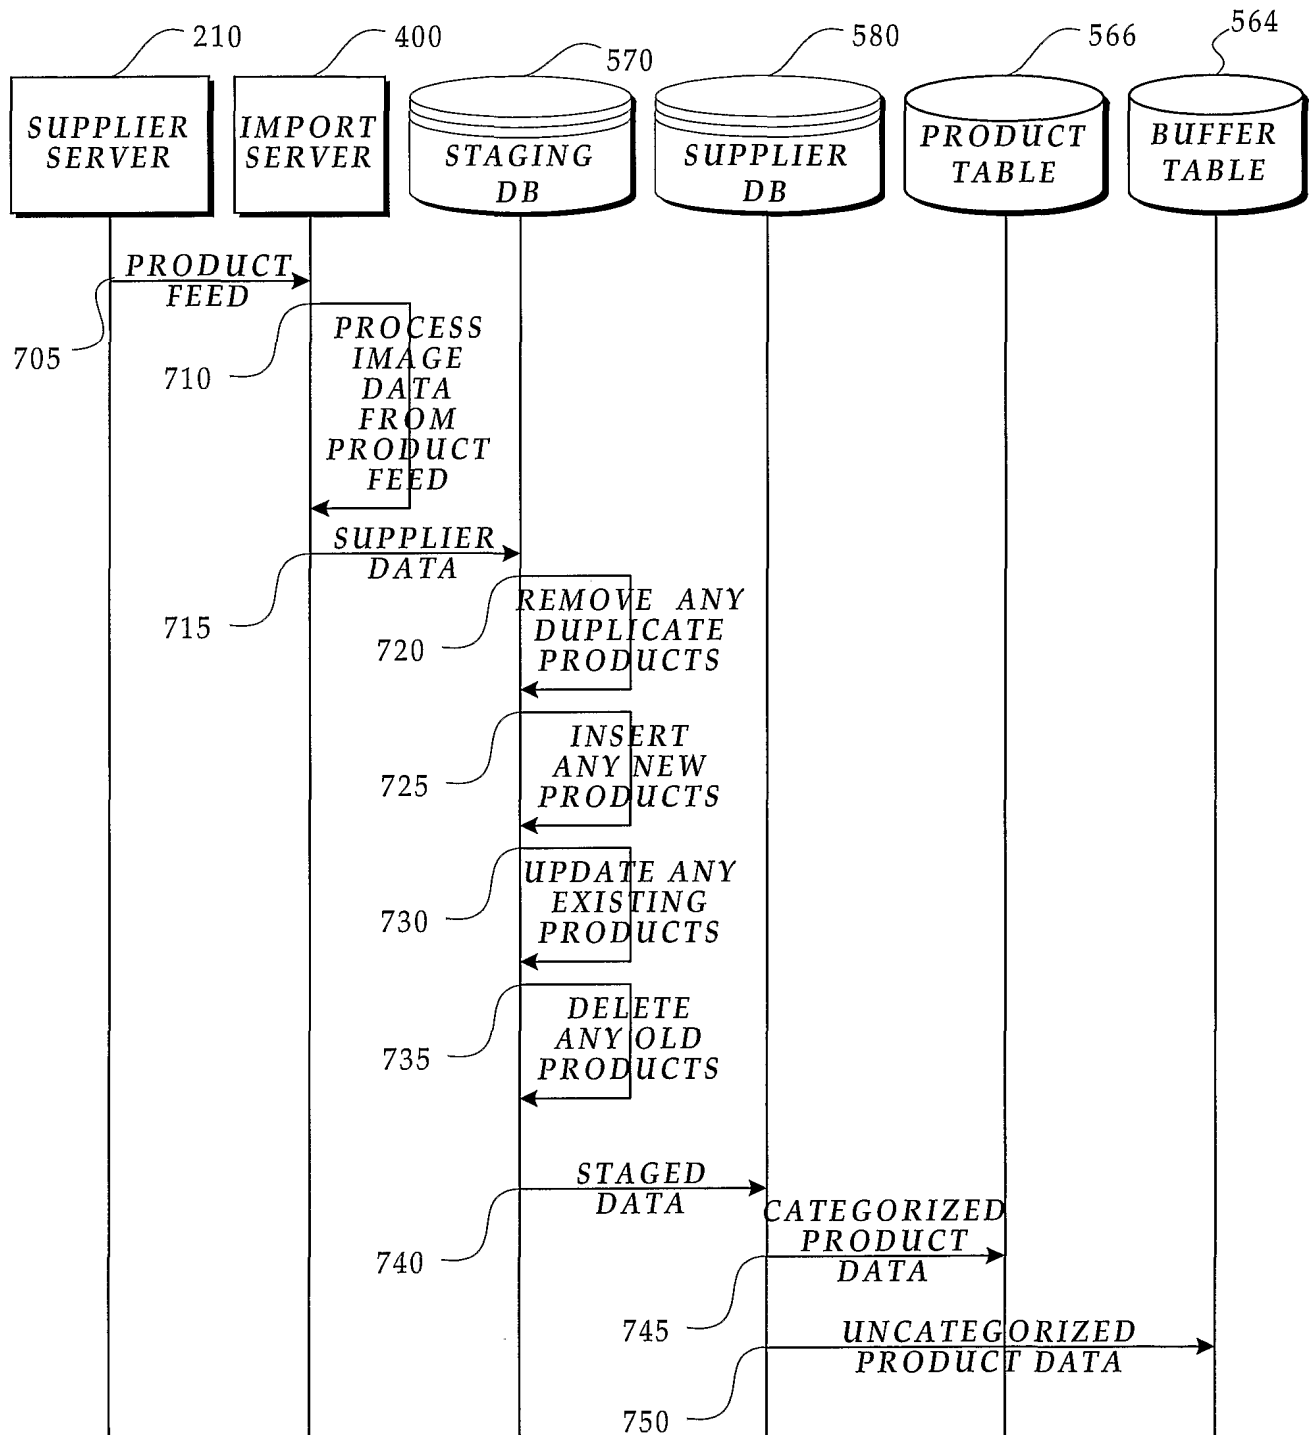 210
400
570
580
566
564
SUPPLIER
SERVER
IMPORT
SERVER
STAGING
DB
SUPPLIER
DB
PRODUCT
TABLE
BUFFER
TABLE
PRODUCT
FEED
705
710
PROCESS
IMAGE
DATA
FROM
PRODUCT
FEED
SUPPLIER
DATA
715
720
REMOVE ANY
DUPLICATE
PRODUCTS
725
INSERT
ANY NEW
PRODUCTS
730
UPDATE ANY
EXISTING
PRODUCTS
735
DELETE
ANY OLD
PRODUCTS
STAGED
DATA
740
CATEGORIZED
PRODUCT
DATA
745
UNCATEGORIZED
PRODUCT DATA
750